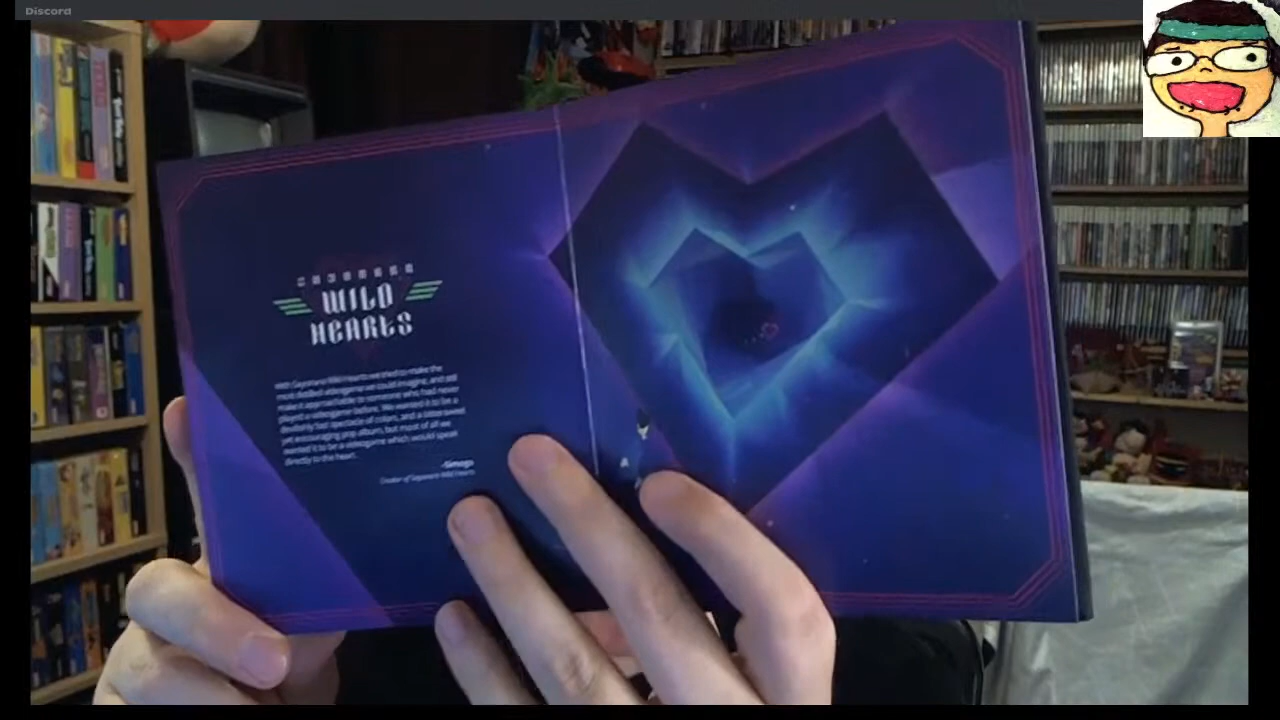 Discord
SAYONARA
WILD
HEARTS
With Sayonara Wild Hearts we tried to make the
most distilled videogame we could imagine, and still
make it approachable to someone who had never
played a videogame before. We wanted it to be a
devilishly fast spectacle of colors, and a bittersweet
yet encouraging pop album, but most of all we
wanted it to be a videogame which would speak
directly to the heart.
-Simogo
Creator of Sayonara Wild Hearts